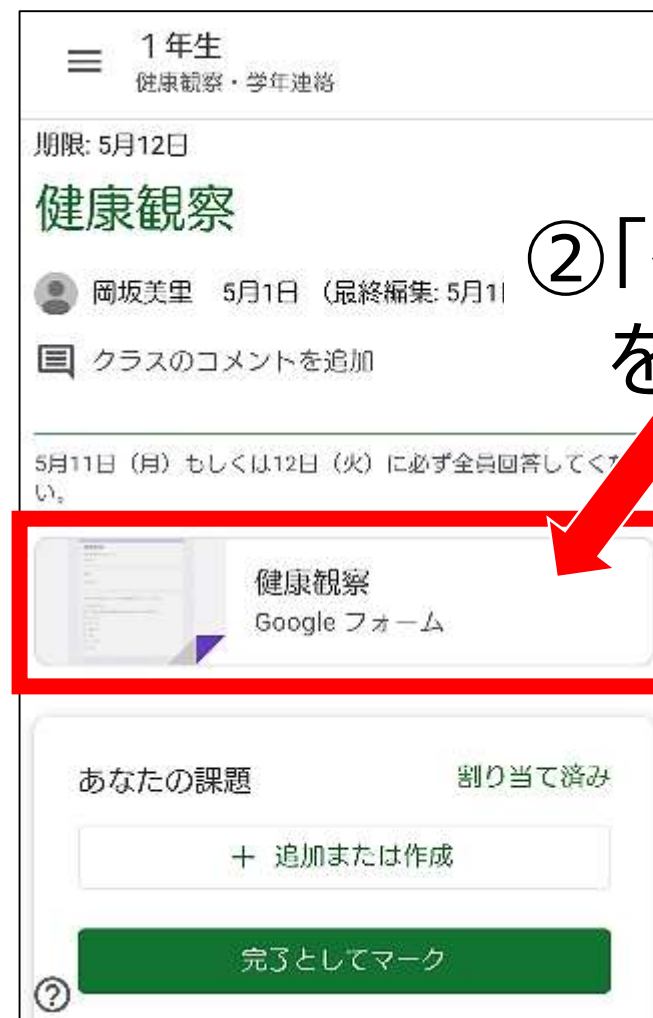 １年生
健康観察・学年連絡
期限: 5月12日
健康観察
岡坂美里 5月1日 （最終編集: 5月1
②「
を
クラスのコメントを追加
5月11日（月）もしくは12日（火）に必ず全員回答してくだ
い。
健康観察
Google フォーム
あなたの課題 割り当て済み
＋ 追加または作成
完了としてマーク